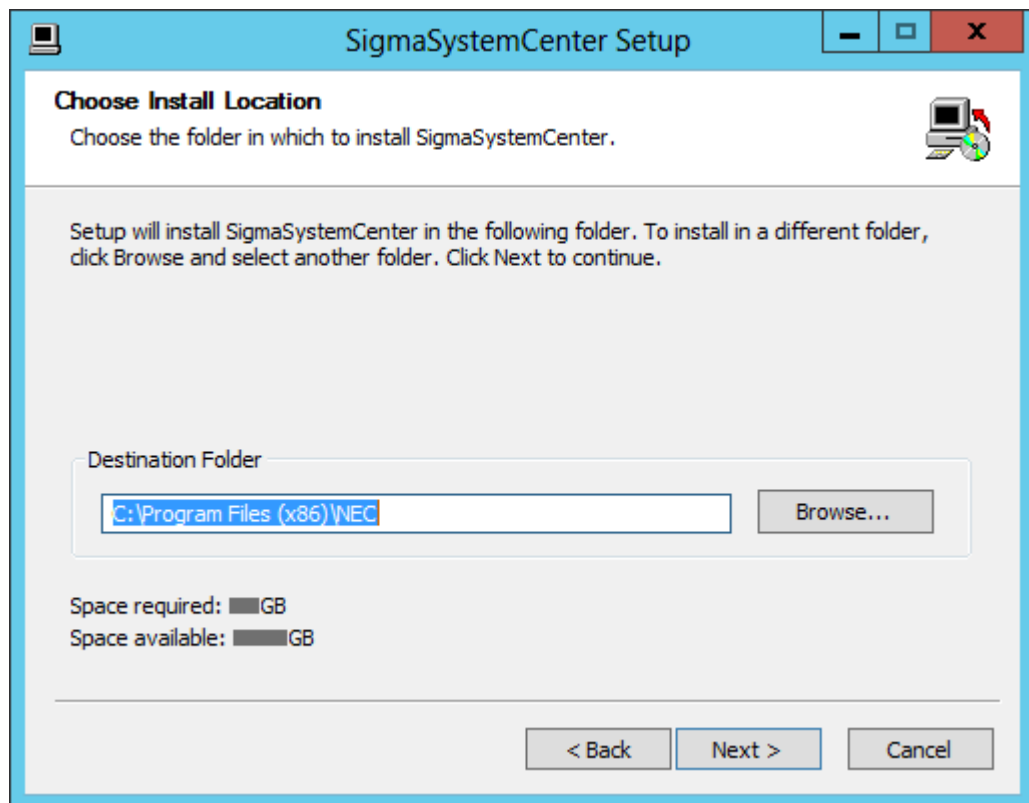 SigmaSystemCenter Setup
Choose Install Location
Choose the folder in which to install SigmaSystemCenter.
Setup will install SigmaSystemCenter in the following folder. To install in a different folder,
click Browse and select another folder. Click Next to continue.
Destination Folder
C:\Program Files (x86)\NEC
Browse...
Space required: GB
Space available: GB
< Back
Next >
Cancel